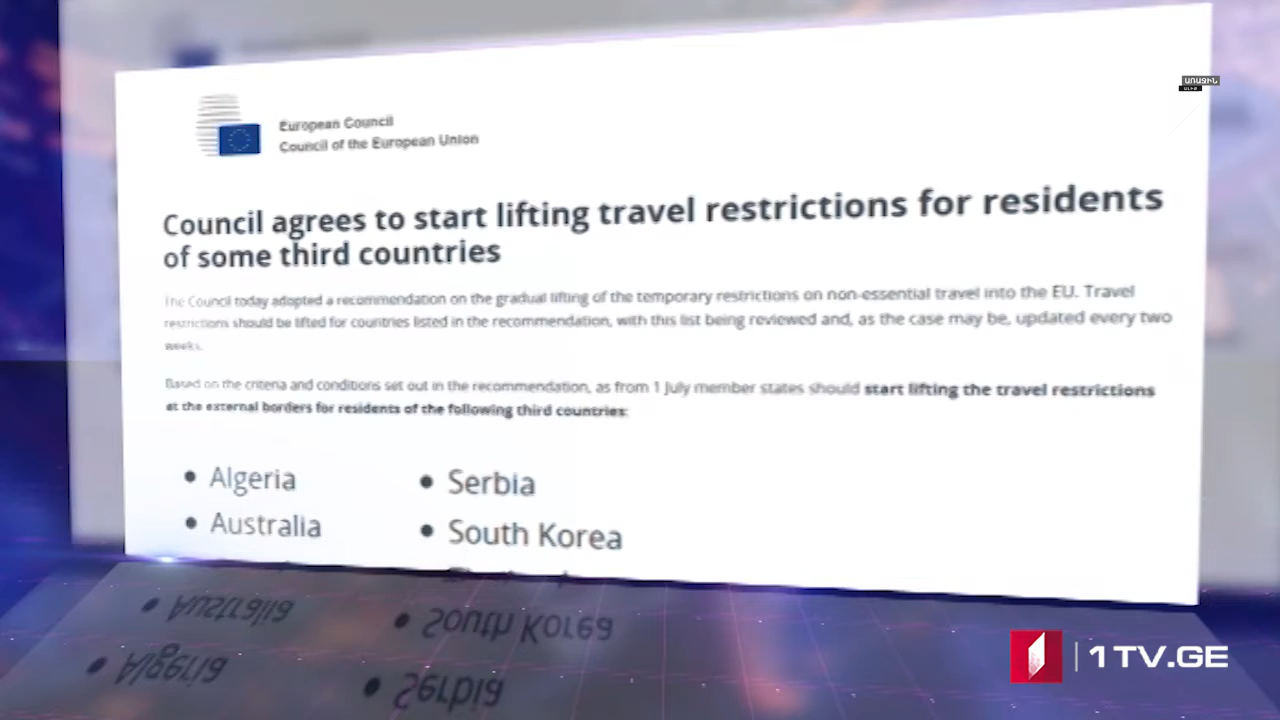 ԱՌԱՋԻՆ
ԱԼԻՔ
European Council
Council of the European Union
Council agrees to start lifting travel restrictions for residents
of some third countries
The Council today adopted a recommendation on the gradual lifting of the temporary restrictions on non-essential travel into the EU. Travel
restrictions should be lifted for countries listed in the recommendation, with this list being reviewed and, as the case may be, updated every two
weeks.
Based on the criteria and conditions set out in the recommendation, as from 1 July member states should start lifting the travel restrictions
at the external borders for residents of the following third countries:
• Algeria
• Serbia
• Australia
• South Korea
1TV.GE